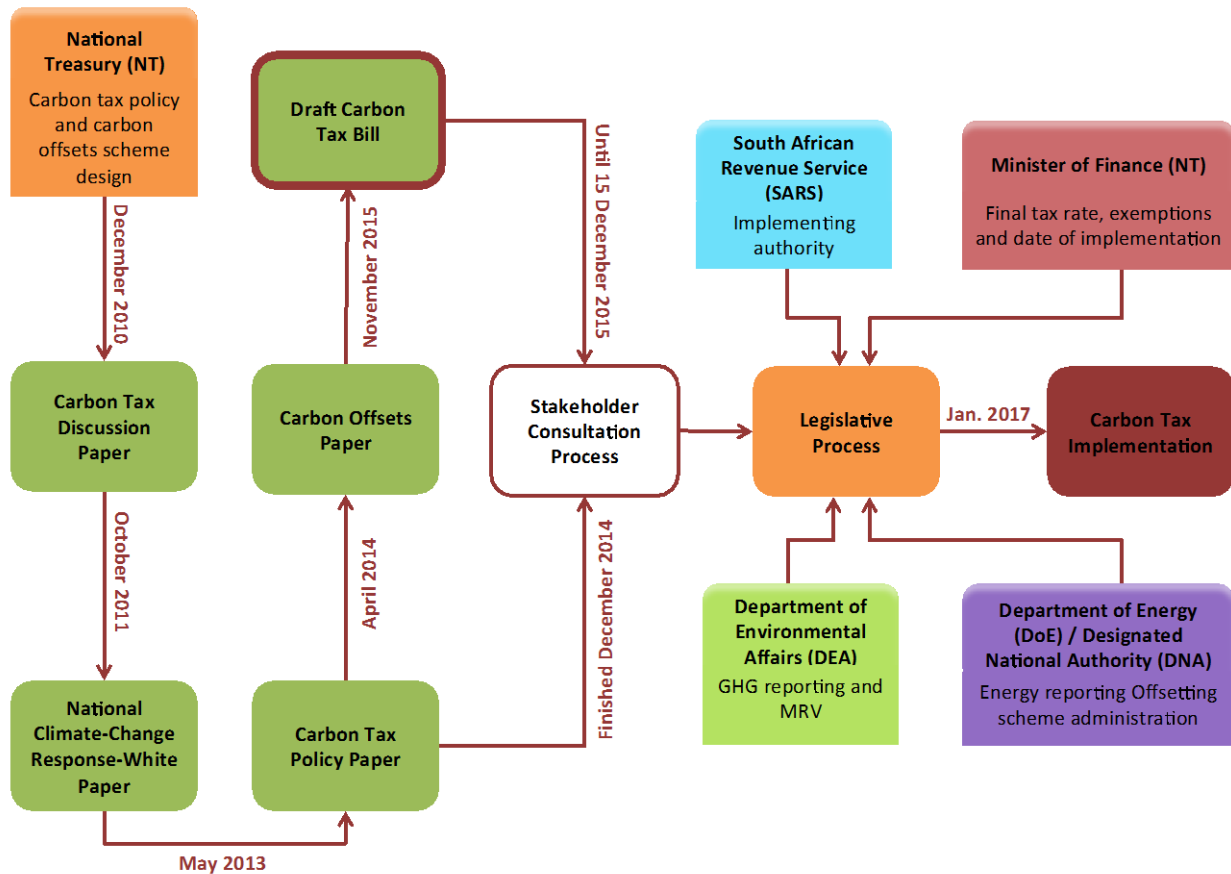 National
Treasury (NT)
Carbon tax policy
and carbon
offsets scheme
design
December 2010
Carbon Tax
Discussion
Paper
October 2011
National
Climate-Change
Response-White
Paper
May 2013
Carbon Tax
Policy Paper
April 2014
Carbon Offsets
Paper
November 2015
Draft Carbon
Tax Bill
Until 15 December 2015
Finished December 2014
Stakeholder
Consultation
Process
South African
Revenue Service
(SARS)
Implementing
authority
Minister of Finance (NT)
Final tax rate, exemptions
and date of implementation
Legislative
Process
Jan. 2017
Carbon Tax
Implementation
Department of
Environmental
Affairs (DEA)
GHG reporting and
MRV
Department of Energy
(DoE) / Designated
National Authority (DNA)
Energy reporting Offsetting
scheme administration